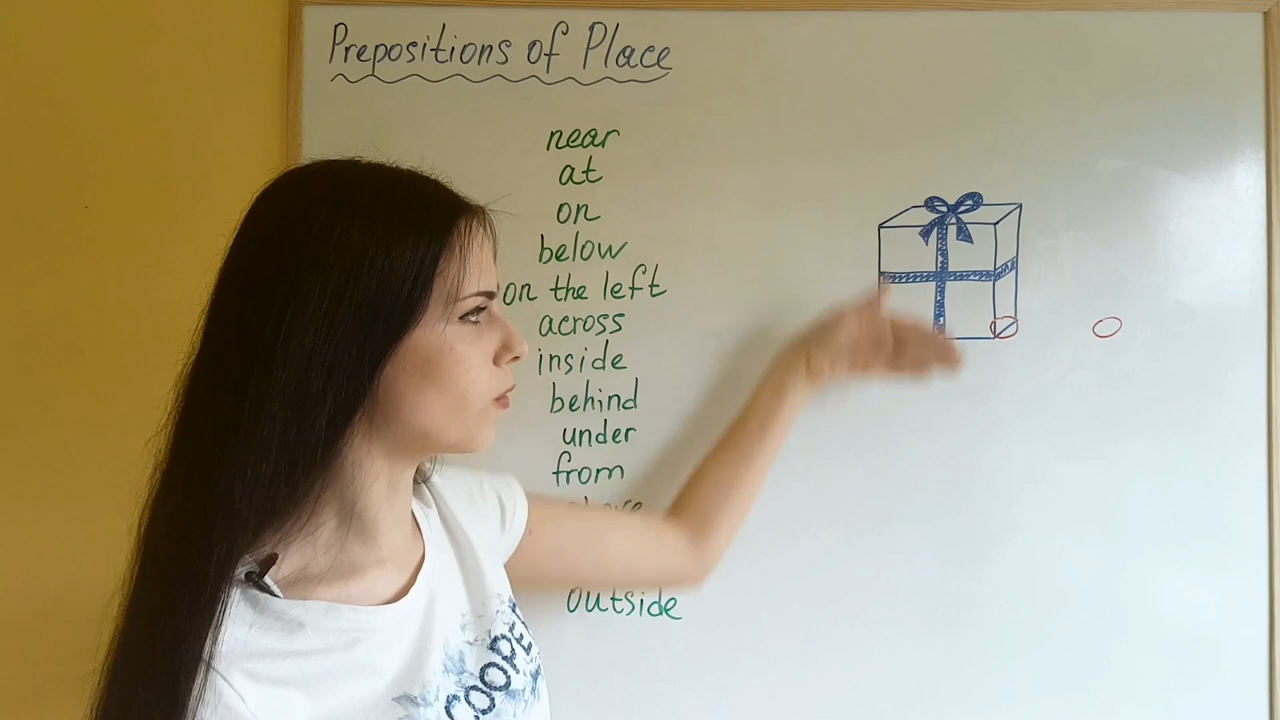 Prepositions of Place
near
at
on
below
on the left
across
inside
behind
under
from
outside